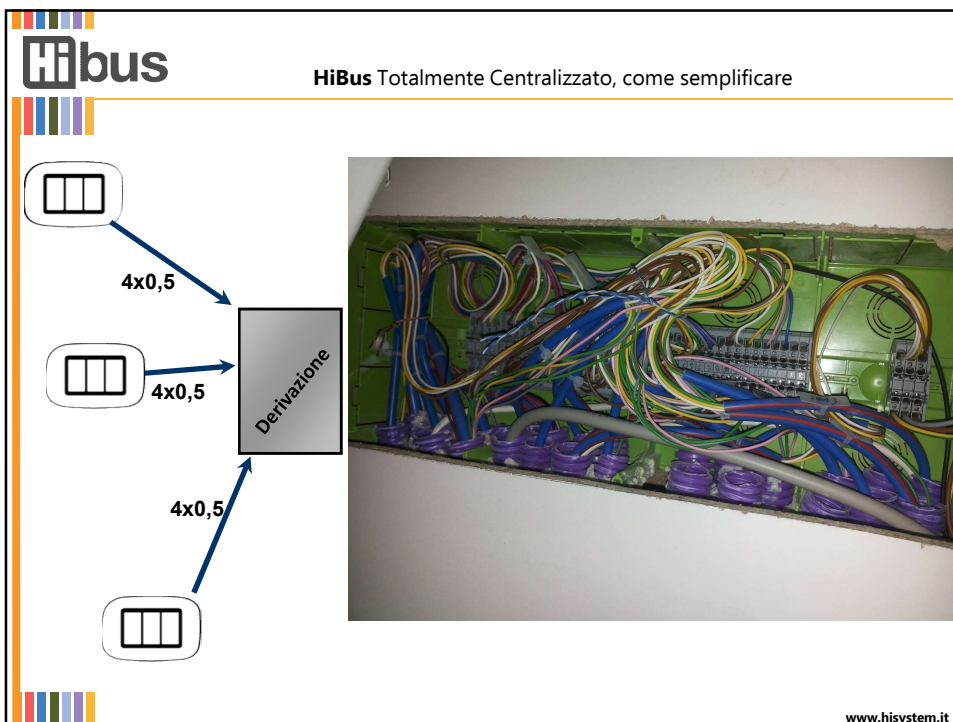 Hibus
HiBus Totalmente Centralizzato, come semplificare
4x0,5
4x0,5
Derivazione
4x0,5
www.hisystem.it